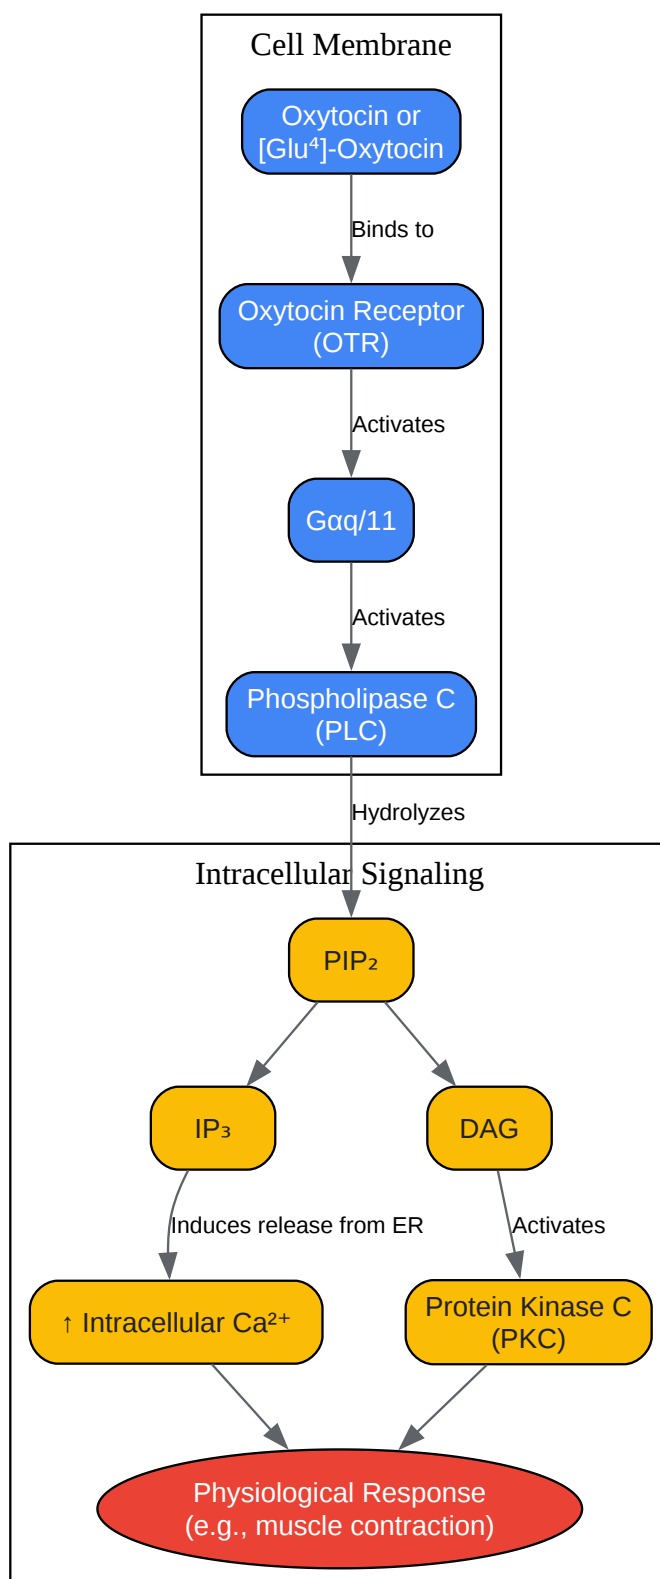 Cell Membrane
Oxytocin or
[Glu⁴]-Oxytocin
Binds to
Oxytocin Receptor
(OTR)
Activates
Gαq/11
Activates
Phospholipase C
(PLC)
Hydrolyzes
Intracellular Signaling
PIP₂
IP₃
DAG
Induces release from ER
Activates
↑ Intracellular Ca²⁺
Protein Kinase C
(PKC)
Physiological Response
(e.g., muscle contraction)